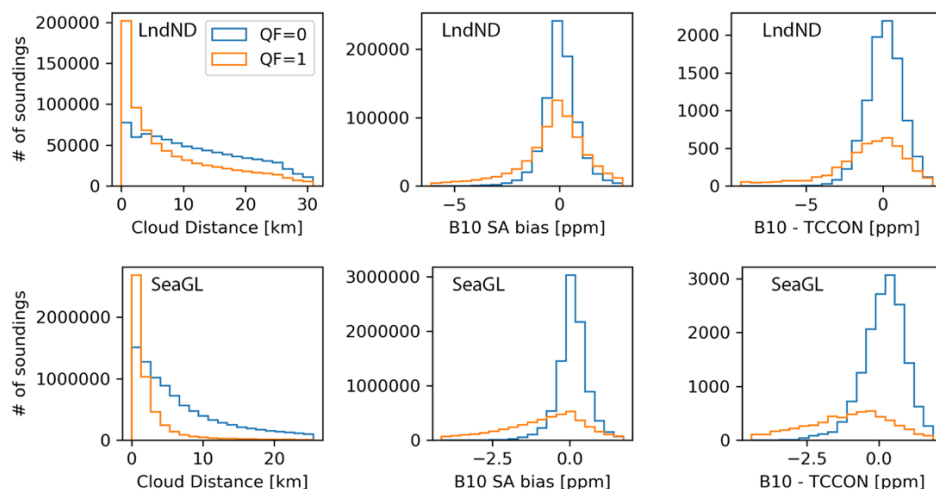 # of soundings
200000
150000
100000
50000
0
LndND
QF=0
QF=1
0
10
20
30
Cloud Distance [km]
200000
100000
0
LndND
−5
0
B10 SA bias [ppm]
2000
1000
0
LndND
−5
0
B10 - TCCON [ppm]
# of soundings
2000000
1000000
0
SeaGL
0
10
20
Cloud Distance [km]
3000000
2000000
1000000
0
SeaGL
−2.5
0.0
B10 SA bias [ppm]
3000
2000
1000
0
SeaGL
−2.5
0.0
B10 - TCCON [ppm]